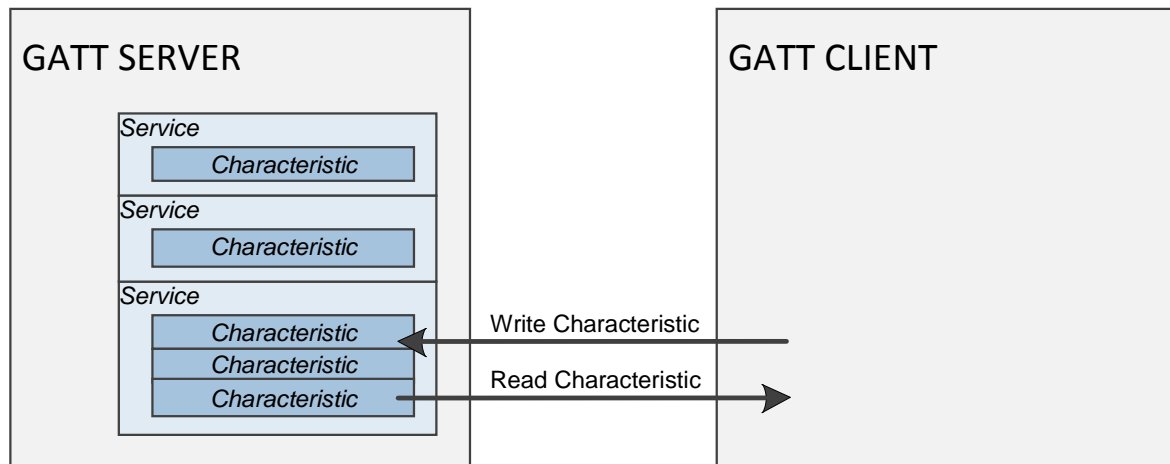 GATT SERVER
Service
Characteristic
Service
Characteristic
Service
Characteristic
Characteristic
Characteristic
Write Characteristic
Read Characteristic
GATT CLIENT